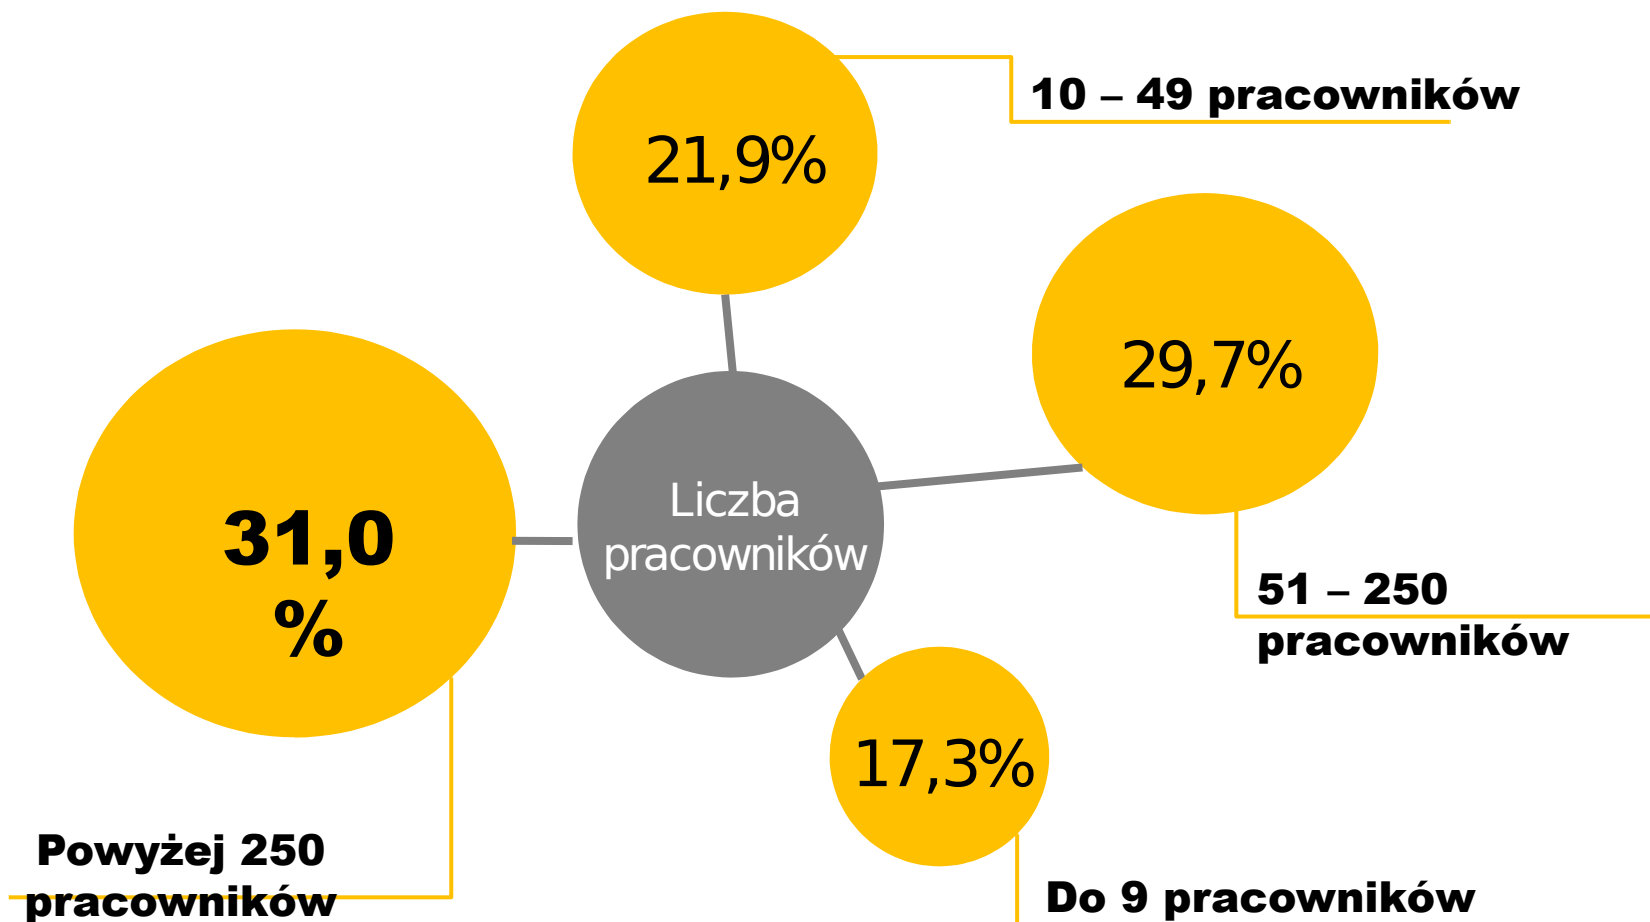 10 – 49 pracowników
21,9%
29,7%
Liczba
pracowników
31,0
%
51 – 250
pracowników
17,3%
Powyżej 250
pracowników
Do 9 pracowników